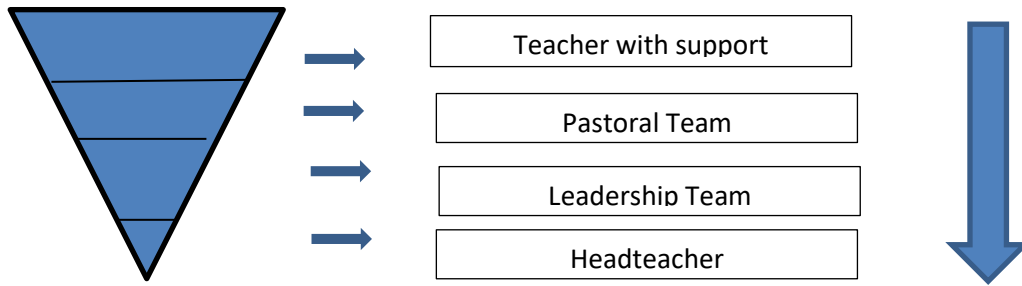 Teacher with support
Pastoral Team
Leadership Team
Headteacher